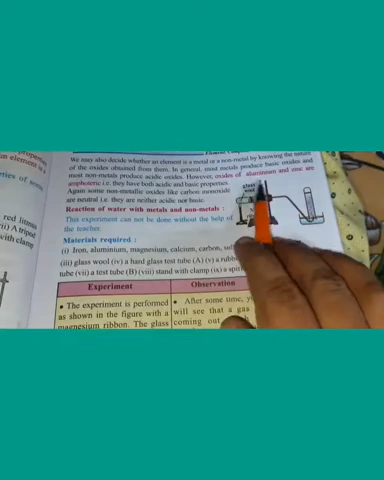 We may also decide whether an element is a metal or a non-metal by knowing the nature
of the oxides obtained from them. In general, most metals produce basic oxides and
most non-metals produce acidic oxides. However, oxides of aluminium and zinc are
amphoteric i.e. they have both acidic and basic properties.
Again some non-metallic oxides like carbon monoxide
are neutral i.e. they are neither acidic nor basic.
Reaction of water with metals and non-metals :
This experiment can not be done without the help of
the teacher.
Materials required :
(i) Iron, aluminium, magnesium, calcium, carbon,
(iii) glass wool (iv) a hard glass test tube (A) (v) a
tube (vii) a test tube (B) (viii) stand with clamp (ix) a
Experiment
Observation
• The experiment is performed
as shown in the figure with a
magnesium ribbon. The glass
• After some time,
will see that a gas
coming out
red litmus
A tripod
with clamp